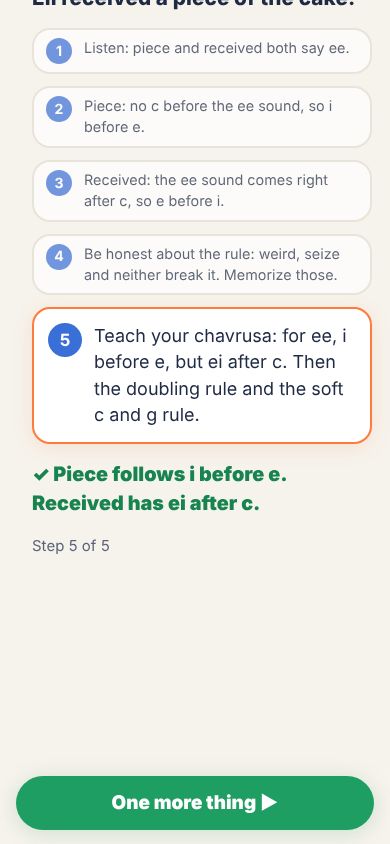 Eli received a piece of the cake.
1 Listen: piece and received both say ee.
2 Piece: no c before the ee sound, so i
before e.
3 Received: the ee sound comes right
after c, so e before i.
4 Be honest about the rule: weird, seize
and neither break it. Memorize those.
5 Teach your chavrusa: for ee, i
before e, but ei after c. Then
the doubling rule and the soft
c and g rule.
✓ Piece follows i before e.
Received has ei after c.
Step 5 of 5
One more thing ▶